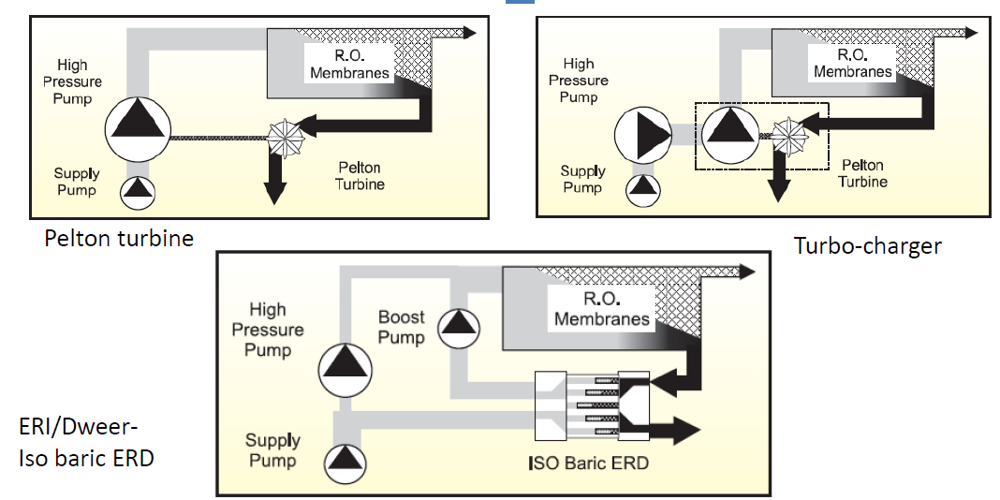 R.O.
Membranes
High
Pressure
Pump
Supply
Pump
Pelton
Turbine
Pelton turbine
R.O.
Membranes
High
Pressure
Pump
Supply
Pump
Pelton
Turbine
Turbo-charger
R.O.
Membranes
High
Pressure
Pump
Boost
Pump
Supply
Pump
ISO Baric ERD
ERI/Dweer-
Iso baric ERD